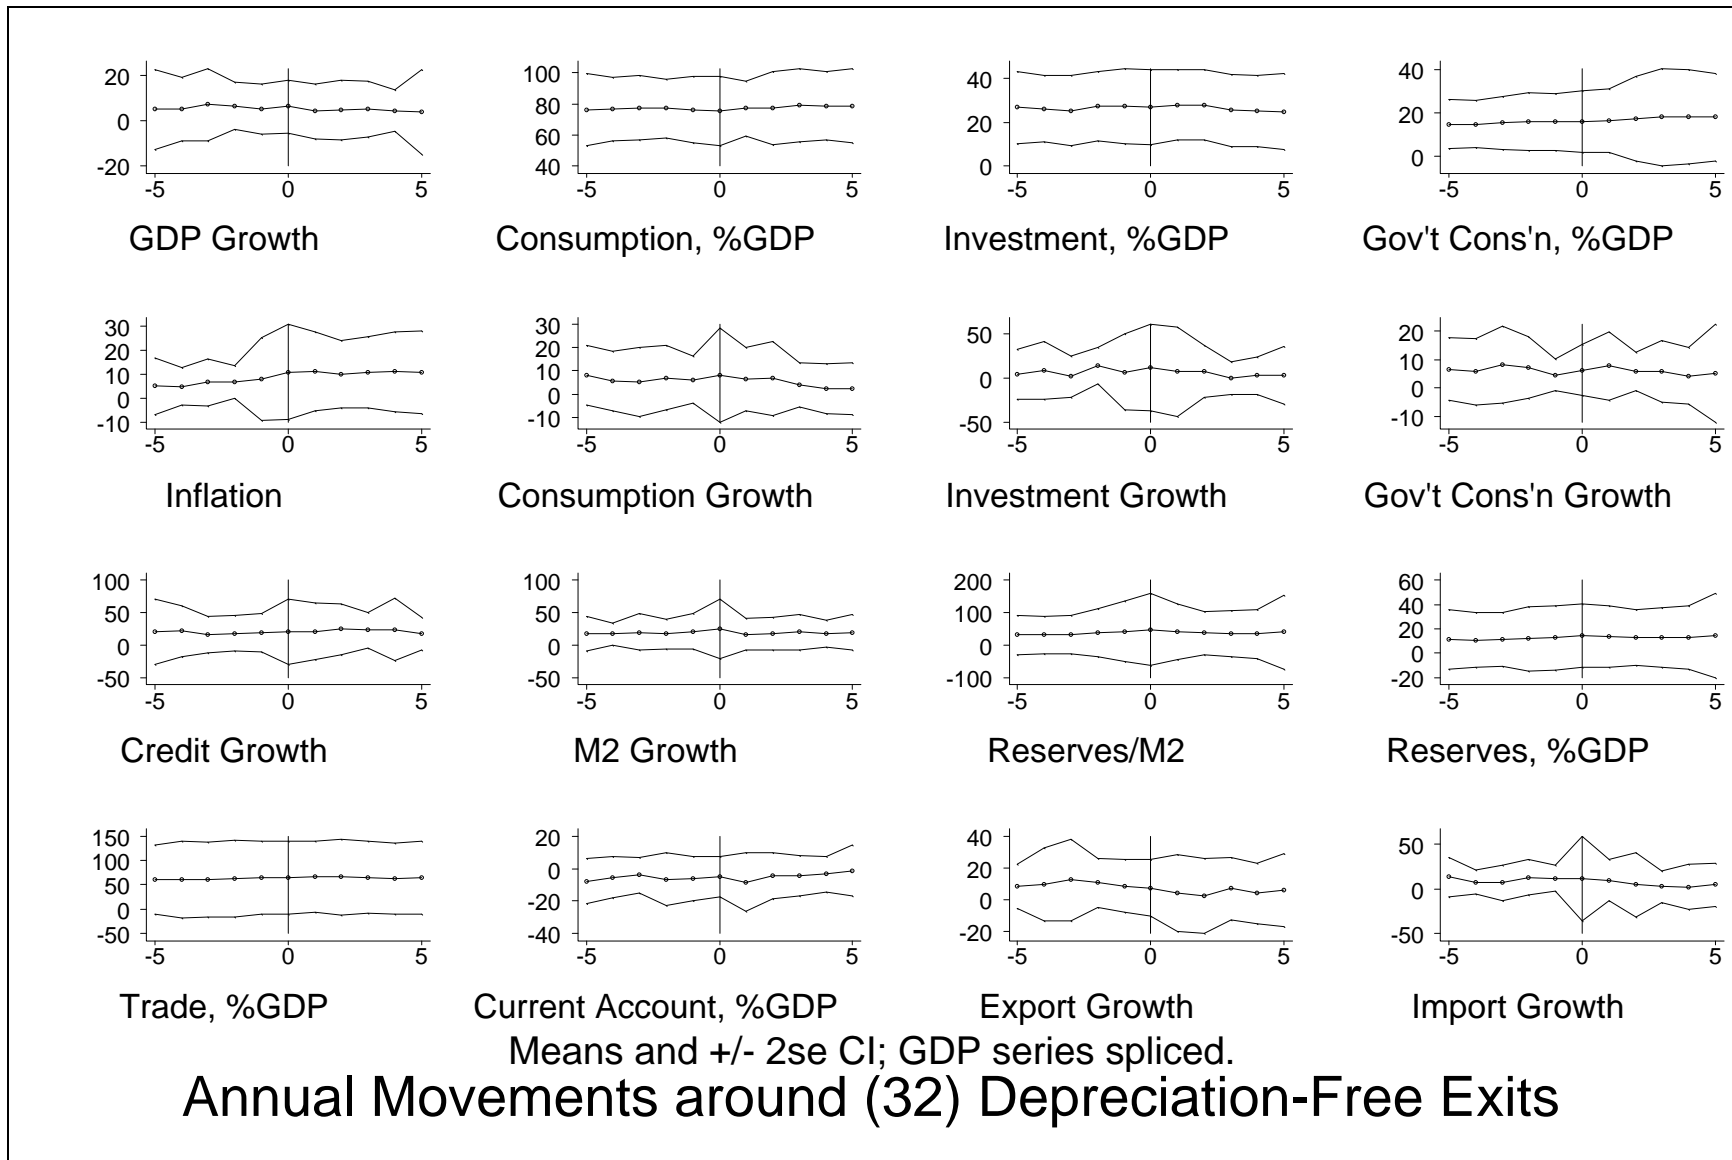 20
0
-20
-5 0 5
GDP Growth
100
80
60
40
-5 0 5
Consumption, %GDP
40
20
0
-5 0 5
Investment, %GDP
40
20
0
-5 0 5
Gov't Cons'n, %GDP
30
20
10
0
-10
-5 0 5
Inflation
30
20
10
0
-10
-5 0 5
Consumption Growth
50
0
-50
-5 0 5
Investment Growth
20
10
0
-10
-5 0 5
Gov't Cons'n Growth
100
50
0
-50
-5 0 5
Credit Growth
100
50
0
-50
-5 0 5
M2 Growth
200
100
0
-100
-5 0 5
Reserves/M2
60
40
20
0
-20
-5 0 5
Reserves, %GDP
150
100
50
0
-50
-5 0 5
Trade, %GDP
20
0
-20
-40
-5 0 5
Current Account, %GDP
40
20
0
-20
-5 0 5
Export Growth
50
0
-50
-5 0 5
Import Growth
Means and +/- 2se CI; GDP series spliced.
Annual Movements around (32) Depreciation-Free Exits